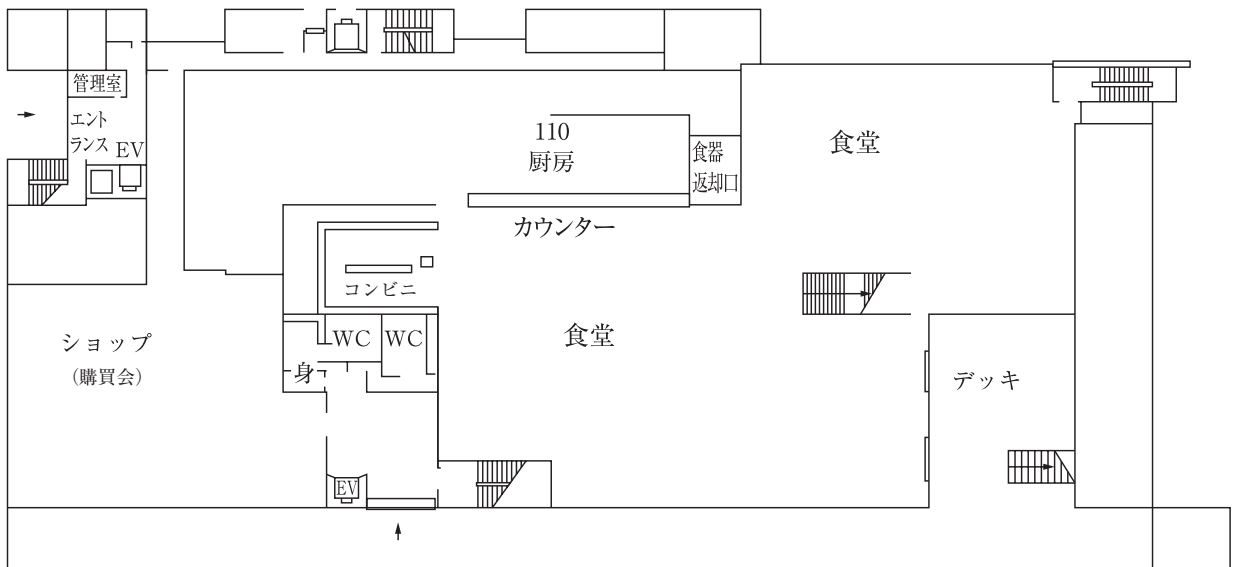 管理室
エント
ランス
EV
110
厨房
食器
返却口
食堂
カウンター
コンビニ
ショップ
(購買会)
WC
WC
身
食堂
デッキ
EV